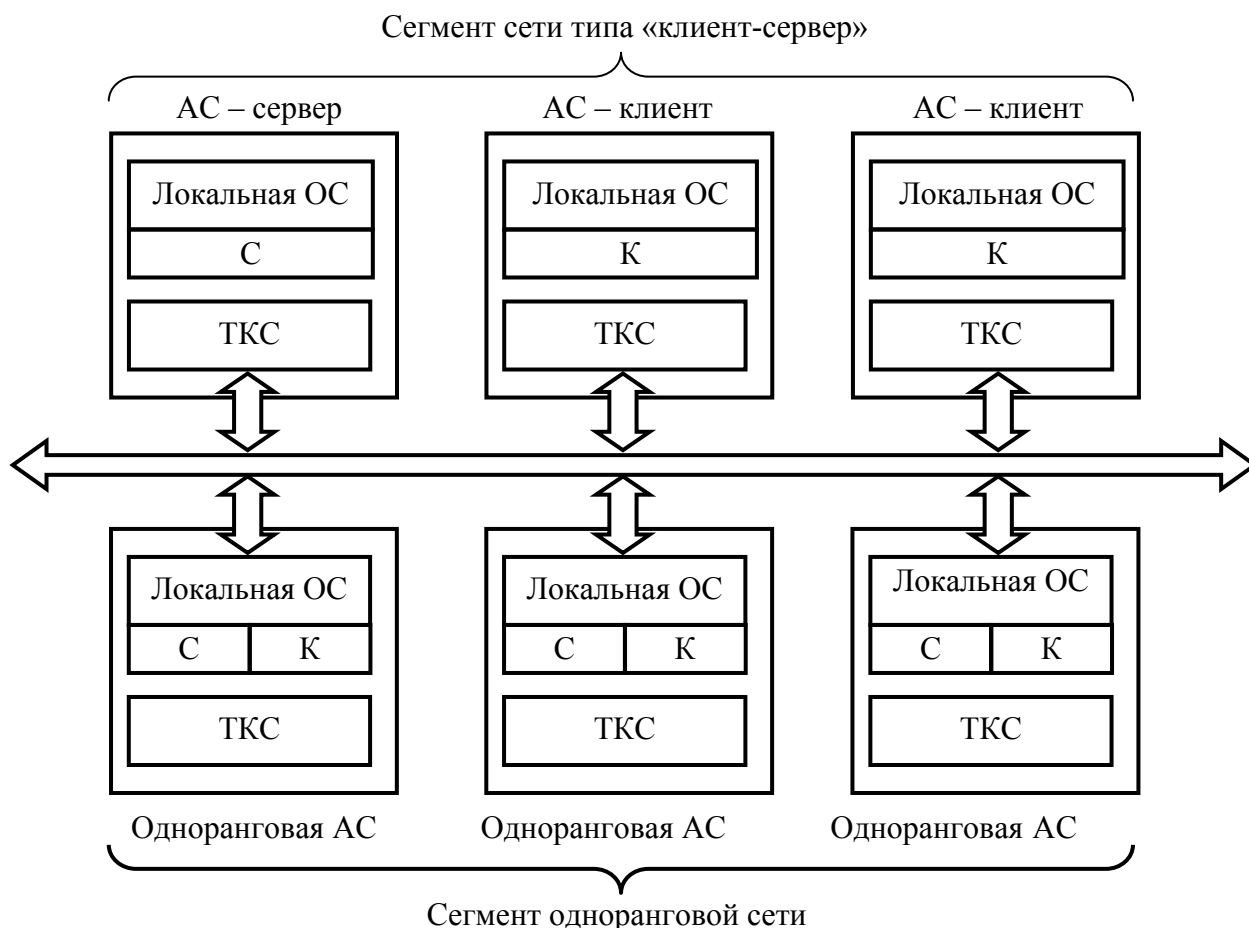 Сегмент сети типа «клиент-сервер»
АС – сервер
АС – клиент
АС – клиент
Локальная ОС
С
ТКС
Локальная ОС
К
ТКС
Локальная ОС
К
ТКС
Локальная ОС
С
К
ТКС
Локальная ОС
С
К
ТКС
Локальная ОС
С
К
ТКС
Одноранговая АС
Одноранговая АС
Одноранговая АС
Сегмент одноранговой сети